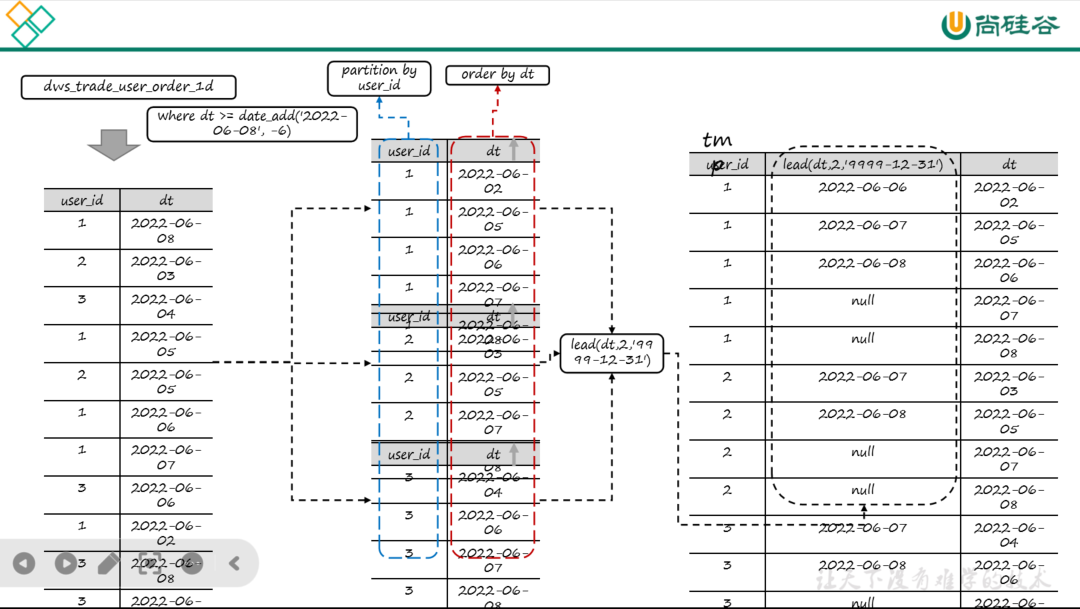 尚硅谷
dws_trade_user_order_1d
where dt >= date_add('2022-
06-08', -6)
partition by
user_id
order by dt
user_id dt
1 2022-06-
08
2 2022-06-
03
3 2022-06-
04
1 2022-06-
05
2 2022-06-
05
1 2022-06-
06
1 2022-06-
07
3 2022-06-
06
1 2022-06-
02
3 2022-06-
08
3 2022-06-
user_id dt
1 2022-06-
02
1 2022-06-
05
1 2022-06-
06
1 2022-06-
07
user_id dt
1 2022-06-
08
2 2022-06-
03
2 2022-06-
05
2 2022-06-
07
user_id dt
08
3 2022-06-
04
3 2022-06-
06
3 2022-06-
07
3 2022-06-
08
lead(dt,2,'99
99-12-31')
tm
p
user_id lead(dt,2,'9999-12-31') dt
1 2022-06-06 2022-06-
02
1 2022-06-07 2022-06-
05
1 2022-06-08 2022-06-
06
1 null 2022-06-
07
1 null 2022-06-
08
2 2022-06-07 2022-06-
03
2 2022-06-08 2022-06-
05
2 null 2022-06-
07
2 null 2022-06-
08
3 2022-06-07 2022-06-
04
3 2022-06-08 2022-06-
06
3 null 2022-06-
让天下没有难学的技术